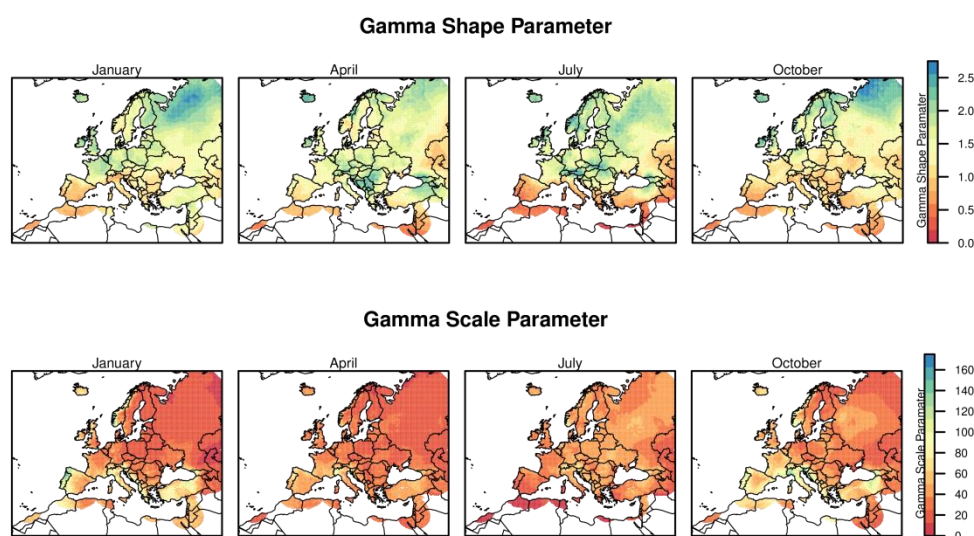 Gamma Shape Parameter
January
April
July
October
Gamma Shape Paramater
2.5
2.0
1.5
1.0
0.5
0.0
Gamma Scale Parameter
January
April
July
October
Gamma Scale Paramater
160
140
120
100
80
60
40
20
0